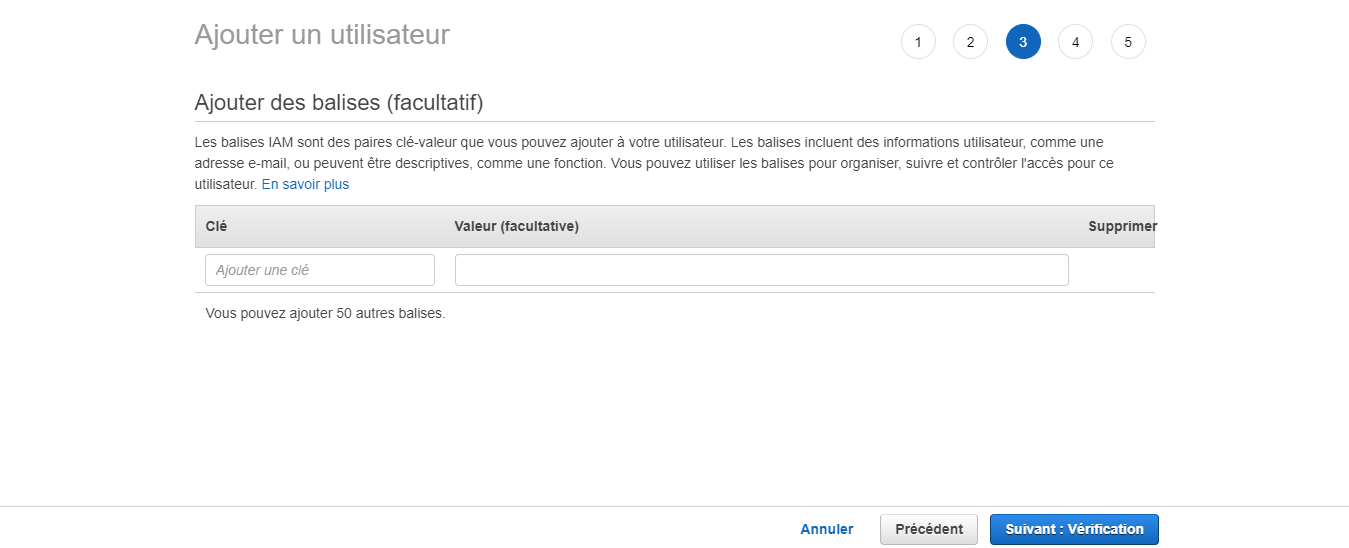 Ajouter un utilisateur
1 2 3 4 5
Ajouter des balises (facultatif)
Les balises IAM sont des paires clé-valeur que vous pouvez ajouter à votre utilisateur. Les balises incluent des informations utilisateur, comme une
adresse e-mail, ou peuvent être descriptives, comme une fonction. Vous pouvez utiliser les balises pour organiser, suivre et contrôler l'accès pour ce
utilisateur. En savoir plus
Clé Valeur (facultative) Supprimer
Ajouter une clé
Vous pouvez ajouter 50 autres balises.
Annuler Précédent Suivant : Vérification